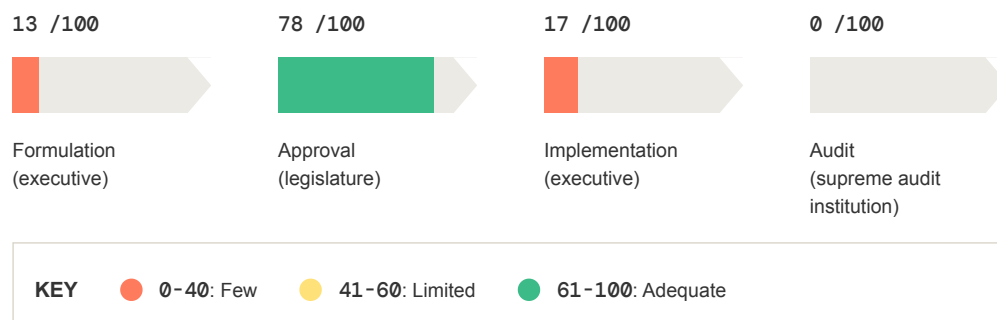 13 /100
78 /100
17 /100
0 /100
Formulation
(executive)
Approval
(legislature)
Implementation
(executive)
Audit
(supreme audit
institution)
KEY
0-40: Few
41-60: Limited
61-100: Adequate